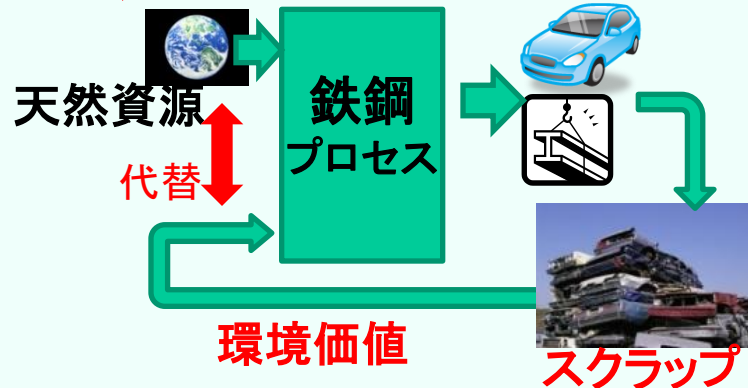 天然資源
鉄鋼
プロセス
代替
環境価値
スクラップ